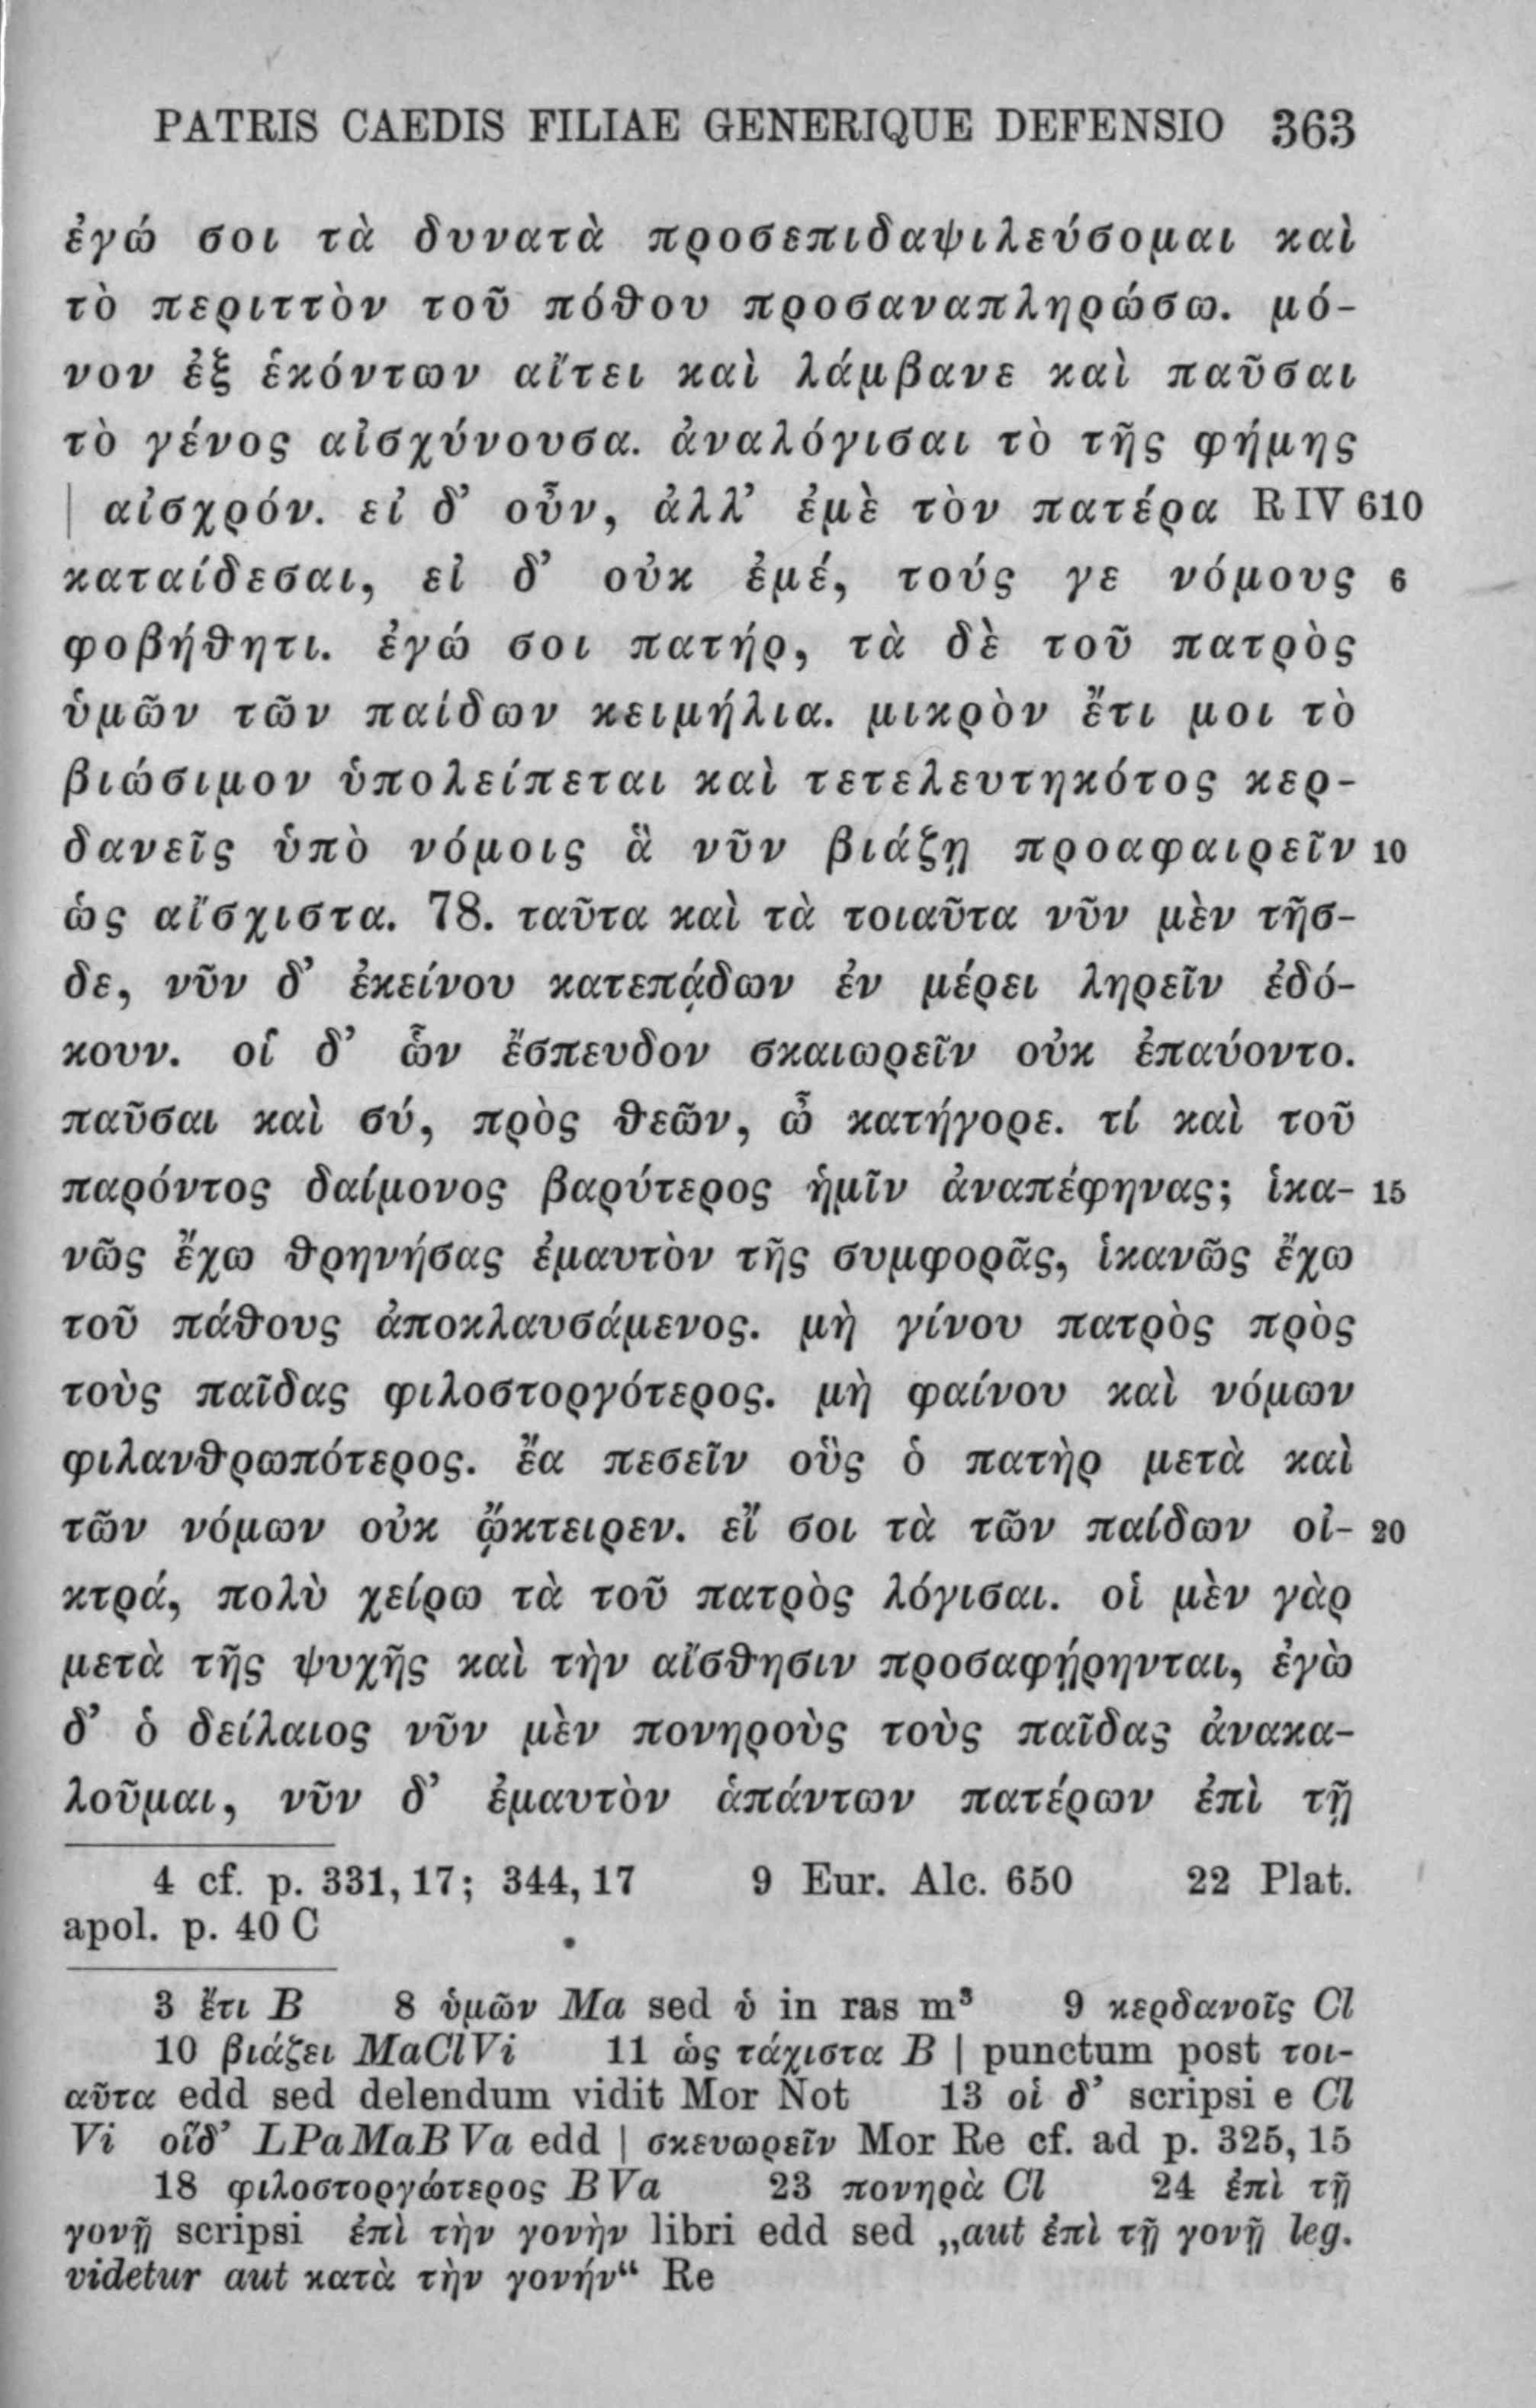 PATRIS CAEDIS FILIAE GENERIQUE DEFENSIO 363
ἐγώ σοι τὰ δυνατὰ προσεπιδαψιλεύσομαι καὶ
τὸ περιττὸν τοῦ πόθου προσαναπληρώσω. μό-
νον ἐξ ἑκόντων αἴτει καὶ λάμβανε καὶ παῦσαι
τὸ γένος αἰσχύνουσα. ἀναλόγισαι τὸ τῆς φήμης
| αἰσχρόν. εἰ δ’ οὖν, ἀλλ’ ἐμὲ τὸν πατέρα R IV 610
καταίδεσαι, εἰ δ’ οὐκ ἐμέ, τούς γε νόμους 6
φοβήθητι. ἐγώ σοι πατήρ, τὰ δὲ τοῦ πατρὸς
ὑμῶν τῶν παίδων κειμήλια. μικρὸν ἔτι μοι τὸ
βιώσιμον ὑπολείπεται καὶ τετελευτηκότος κερ-
δανεῖς ὑπὸ νόμοις ἃ νῦν βιάζῃ προαφαιρεῖν 10
ὡς αἴσχιστα. 78. ταῦτα καὶ τὰ τοιαῦτα νῦν μὲν τῆσ-
δε, νῦν δ’ ἐκείνου κατεπᾴδων ἐν μέρει ληρεῖν ἐδό-
κουν. οἱ δ’ ὧν ἔσπευδον σκαιωρεῖν οὐκ ἐπαύοντο.
παῦσαι καὶ σύ, πρὸς θεῶν, ὦ κατήγορε. τί καὶ τοῦ
παρόντος δαίμονος βαρύτερος ἡμῖν ἀναπέφηνας; ἱκα- 15
νῶς ἔχω θρηνήσας ἐμαυτὸν τῆς συμφορᾶς, ἱκανῶς ἔχω
τοῦ πάθους ἀποκλαυσάμενος. μὴ γίνου πατρὸς πρὸς
τοὺς παῖδας φιλοστοργότερος. μὴ φαίνου καὶ νόμων
φιλανθρωπότερος. ἔα πεσεῖν οὓς ὁ πατὴρ μετὰ καὶ
τῶν νόμων οὐκ ᾤκτειρεν. εἴ σοι τὰ τῶν παίδων οἰ- 20
κτρά, πολὺ χείρω τὰ τοῦ πατρὸς λόγισαι. οἱ μὲν γὰρ
μετὰ τῆς ψυχῆς καὶ τὴν αἴσθησιν προσαφῄρηνται, ἐγὼ
δ’ ὁ δείλαιος νῦν μὲν πονηροὺς τοὺς παῖδας ἀνακα-
λοῦμαι, νῦν δ’ ἐμαυτὸν ἁπάντων πατέρων ἐπὶ τῇ
4 cf. p. 331, 17; 344, 17 9 Eur. Alc. 650 22 Plat.
apol. p. 40 C
3 ἔτι B 8 ὑμῶν Ma sed ὑ in ras m³ 9 κερδανοῖς Cl
10 βιάζει MaClVi 11 ὡς τάχιστα B | punctum post τοι-
αῦτα edd sed delendum vidit Mor Not 13 οἱ δ’ scripsi e Cl
Vi οἵδ’ LPaMaBVa edd | σκευωρεῖν Mor Re cf. ad p. 325, 15
18 φιλοστοργώτερος BVa 23 πονηρὰ Cl 24 ἐπὶ τῇ
γονῇ scripsi ἐπὶ τὴν γονὴν libri edd sed „aut ἐπὶ τῇ γονῇ leg.
videtur aut κατὰ τὴν γονήν“ Re